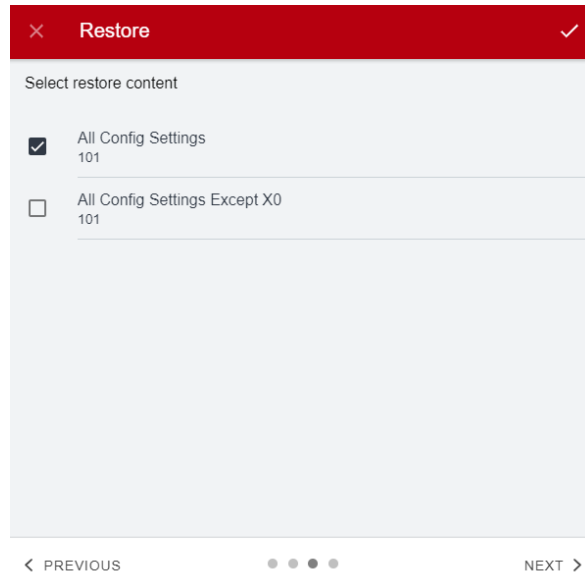 Restore
Select restore content
All Config Settings
101
All Config Settings Except X0
101
PREVIOUS
NEXT